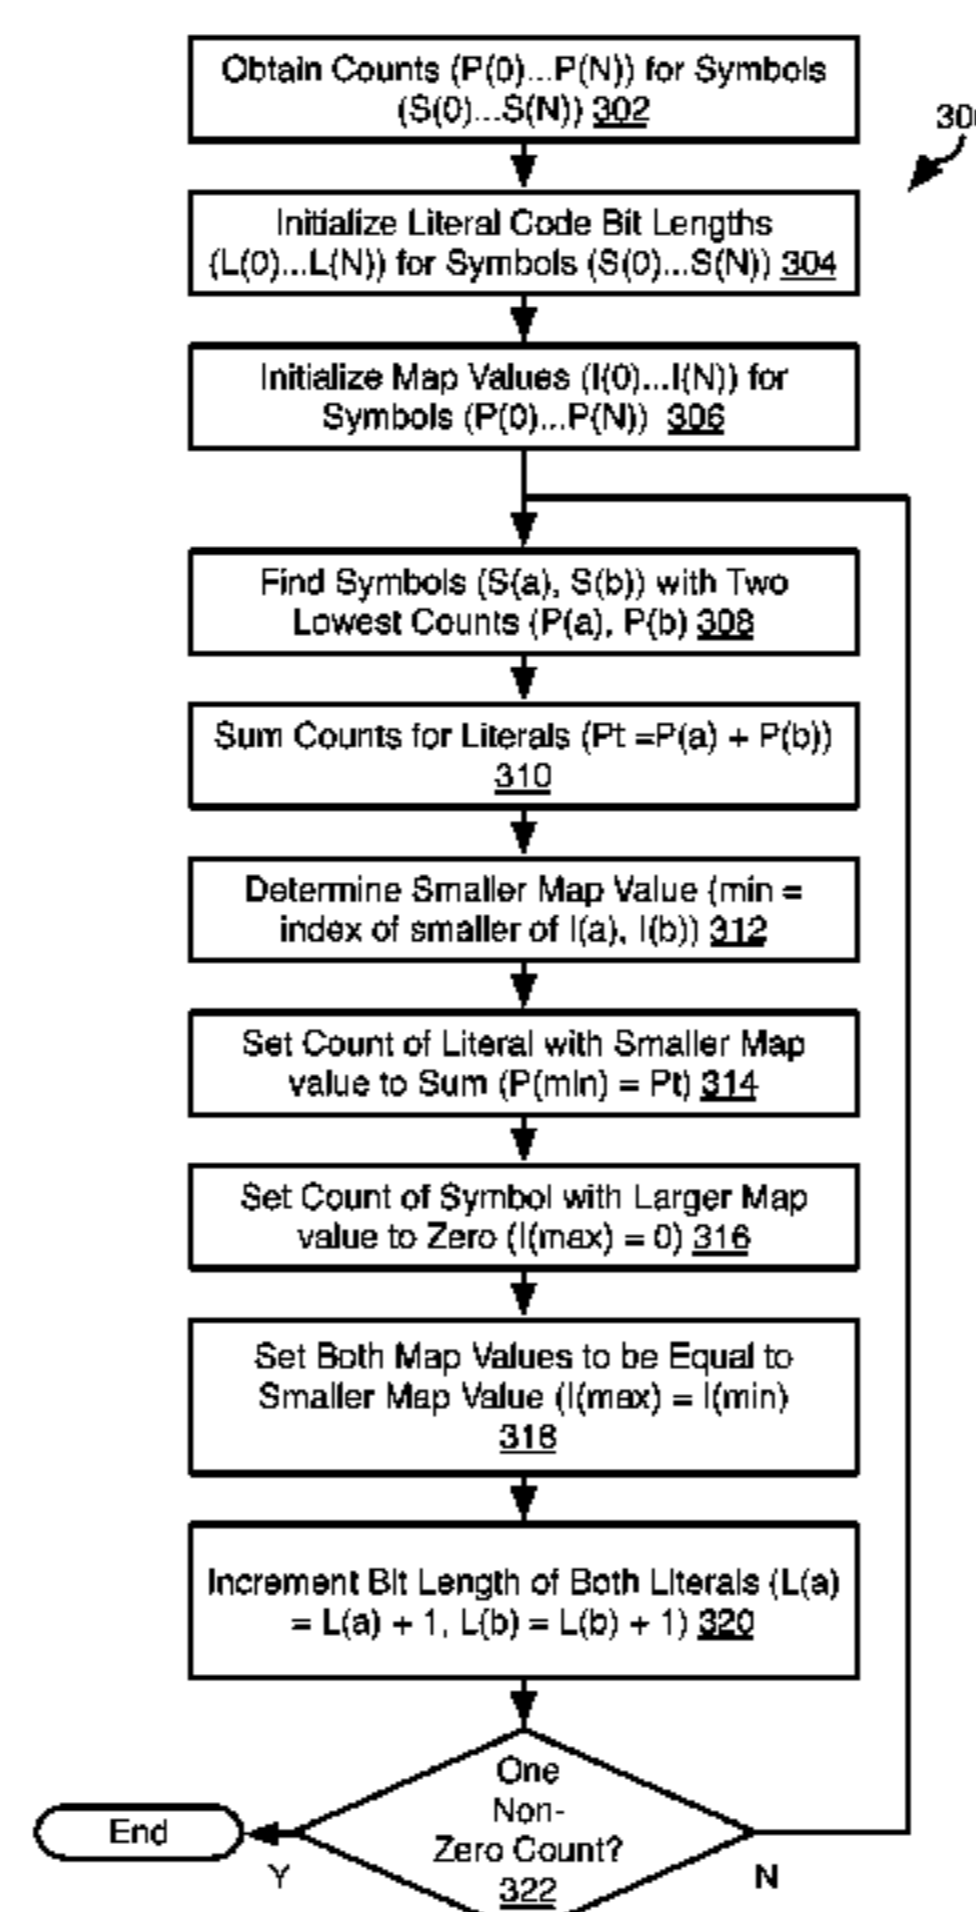 Obtain Counts (P(0)...P(N)) for Symbols
(S(0)...S(N)) 302
30
Initialize Literal Code Bit Lengths
(L(0)...L(N)) for Symbols (S(0)...S(N)) 304
Initialize Map Values (I(0)...I(N)) for
Symbols (P(0)...P(N)) 306
Find Symbols (S(a), S(b)) with Two
Lowest Counts (P(a), P(b) 308
Sum Counts for Literals (Pt =P(a) + P(b))
310
Determine Smaller Map Value (min =
index of smaller of I(a), I(b)) 312
Set Count of Literal with Smaller Map
value to Sum (P(min) = Pt) 314
Set Count of Symbol with Larger Map
value to Zero (I(max) = 0) 316
Set Both Map Values to be Equal to
Smaller Map Value (I(max) = I(min)
318
Increment Bit Length of Both Literals (L(a)
= L(a) + 1, L(b) = L(b) + 1) 320
One
Non-
Zero Count?
322
End
Y
N